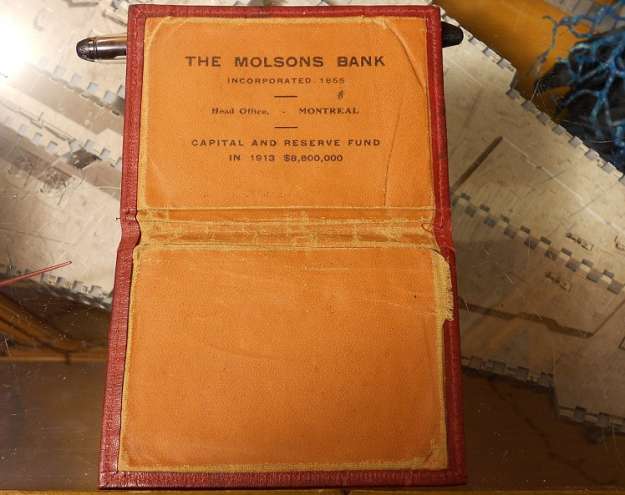 THE MOLSONS BANK
INCORPORATED 1855
Head Office, - MONTREAL
CAPITAL AND RESERVE FUND
IN 1913 $8,800,000